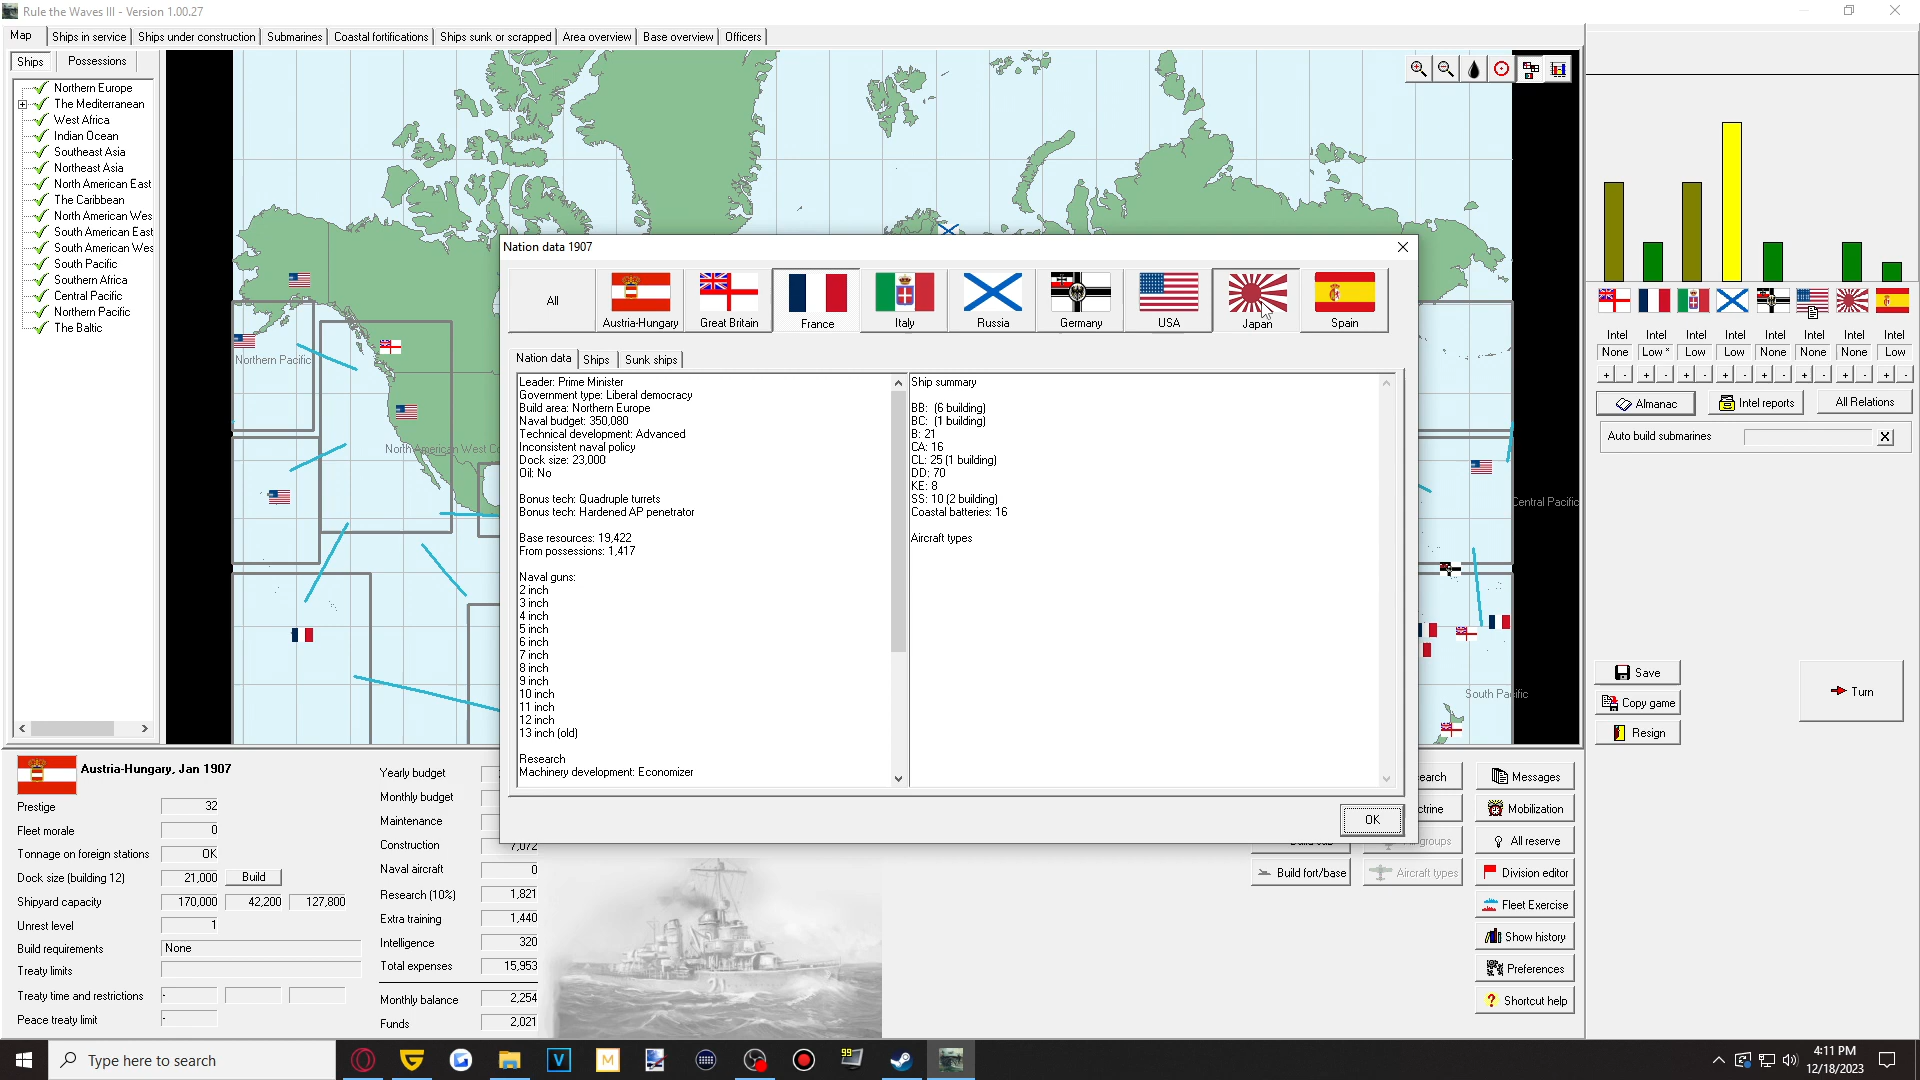 Rule the Waves III - Version 1.00.27
Map
Ships in service
Ships under construction
Submarines
Coastal fortifications
Ships sunk or scrapped
Area overview
Base overview
Officers
Ships
Possessions
Northern Europe
The Mediterranean
West Africa
Indian Ocean
Southeast Asia
Northeast Asia
North American East
The Caribbean
North American Wes
South American East
South American Wes
South Pacific
Southern Africa
Central Pacific
Northern Pacific
The Baltic
Northern Pacific
North American West Co
Central Pacific
South Pacific
Nation data 1907
All
Austria-Hungary
Great Britain
France
Italy
Russia
Germany
USA
Japan
Spain
Nation data
Ships
Sunk ships
Leader: Prime Minister
Government type: Liberal democracy
Build area: Northern Europe
Naval budget: 350,080
Technical development: Advanced
Inconsistent naval policy
Dock size: 23,000
Oil: No
Bonus tech: Quadruple turrets
Bonus tech: Hardened AP penetrator
Base resources: 19,422
From possessions: 1,417
Naval guns:
2 inch
3 inch
4 inch
5 inch
6 inch
7 inch
8 inch
9 inch
10 inch
11 inch
12 inch
13 inch (old)
Research
Machinery development: Economizer
Ship summary
BB: (6 building)
BC: (1 building)
B: 21
CA: 16
CL: 25 (1 building)
DD: 70
KE: 8
SS: 10 (2 building)
Coastal batteries: 16
Aircraft types
OK
Intel Intel Intel Intel Intel Intel Intel Intel
None Low * Low Low None None None Low
+ - + - + - + - + - + - + - + -
Almanac
Intel reports
All Relations
Auto build submarines
X
Save
Copy game
Resign
Turn
Austria-Hungary, Jan 1907
Prestige 32
Fleet morale 0
Tonnage on foreign stations OK
Dock size (building 12) 21,000 Build
Shipyard capacity 170,000 42,200 127,800
Unrest level 1
Build requirements None
Treaty limits
Treaty time and restrictions -
Peace treaty limit -
Yearly budget
Monthly budget
Maintenance
Construction 7,072
Naval aircraft 0
Research (10%) 1,821
Extra training 1,440
Intelligence 320
Total expenses 15,953
Monthly balance 2,254
Funds 2,021
earch
ctrine
groups
Build fort/base
Aircraft types
Messages
Mobilization
All reserve
Division editor
Fleet Exercise
Show history
Preferences
Shortcut help
Type here to search
99
4:11 PM
12/18/2023